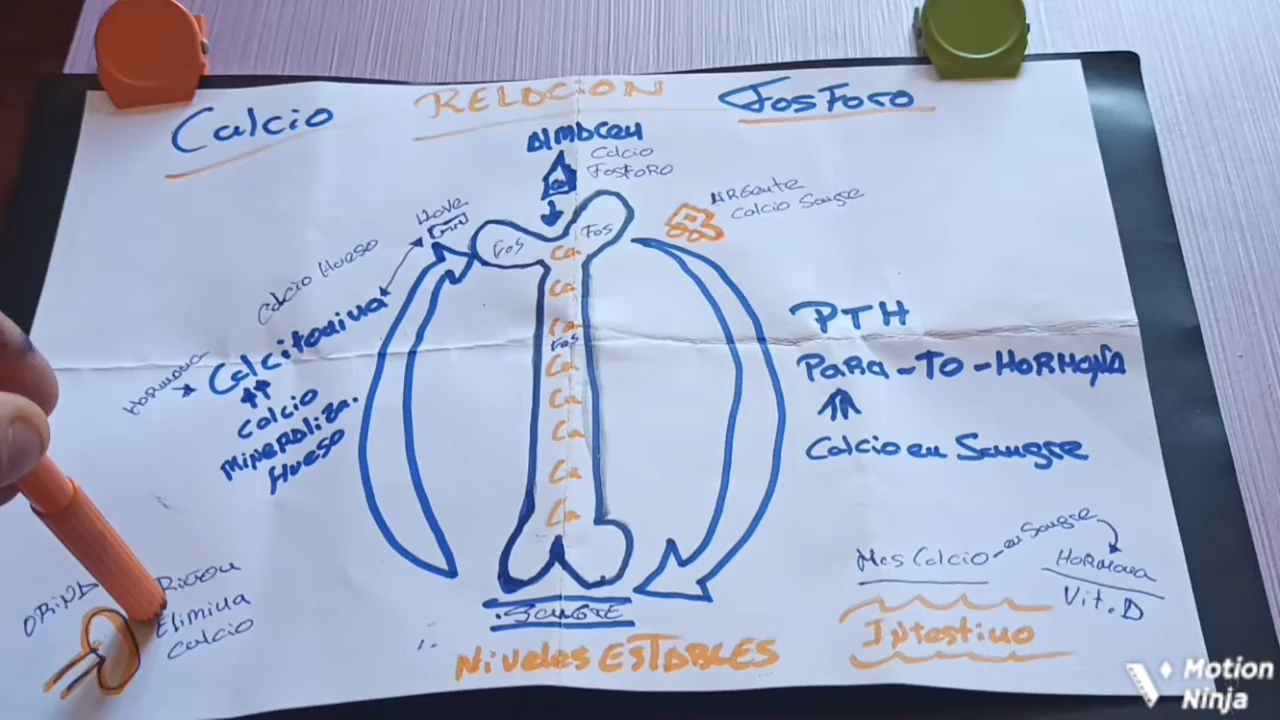 Calcio
RELACION
FOSFORO
ALMACEN
Calcio
FOSFORO
LLAVE
URGENTE
Calcio Sangre
Calcio Hueso
Fos
Fos
Ca
Ca
Ca
Fos
Ca
Ca
Ca
Ca
Ca
Hormona
Calcitonina
Calcio
Mineraliza.
Hueso
PTH
PARA-TO-HORMONA
Calcio en Sangre
Mas Calcio-en Sangre
HORMONA
Vit.D
Intestino
ORINA
RIÑON
Elimina
Calcio
.SANGRE
NIVELES ESTABLES
Motion
Ninja